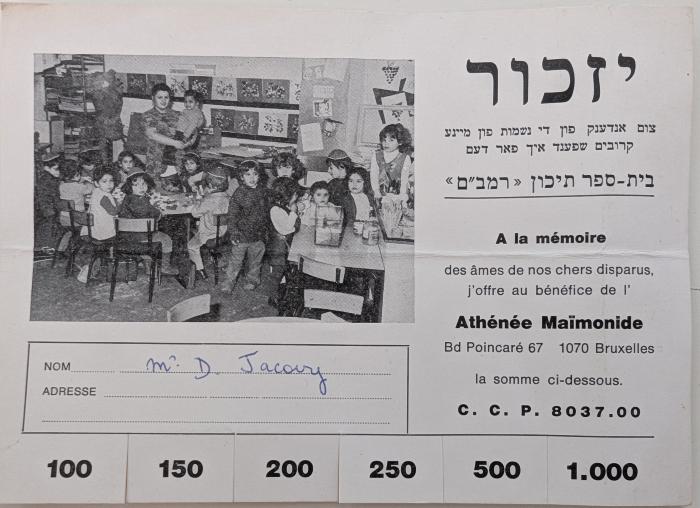 יזכור
צום אנדענק פון די נשמות פון מיינע
קרובים שפענד איך פאר דעם
בית-ספר תיכון «רמב"ם»
A la mémoire
des âmes de nos chers disparus,
j'offre au bénéfice de l'
Athénée Maïmonide
Bd Poincaré 67 1070 Bruxelles
la somme ci-dessous.
C. C. P. 8037.00
NOM Mr D. Jacovy
ADRESSE
100 150 200 250 500 1.000